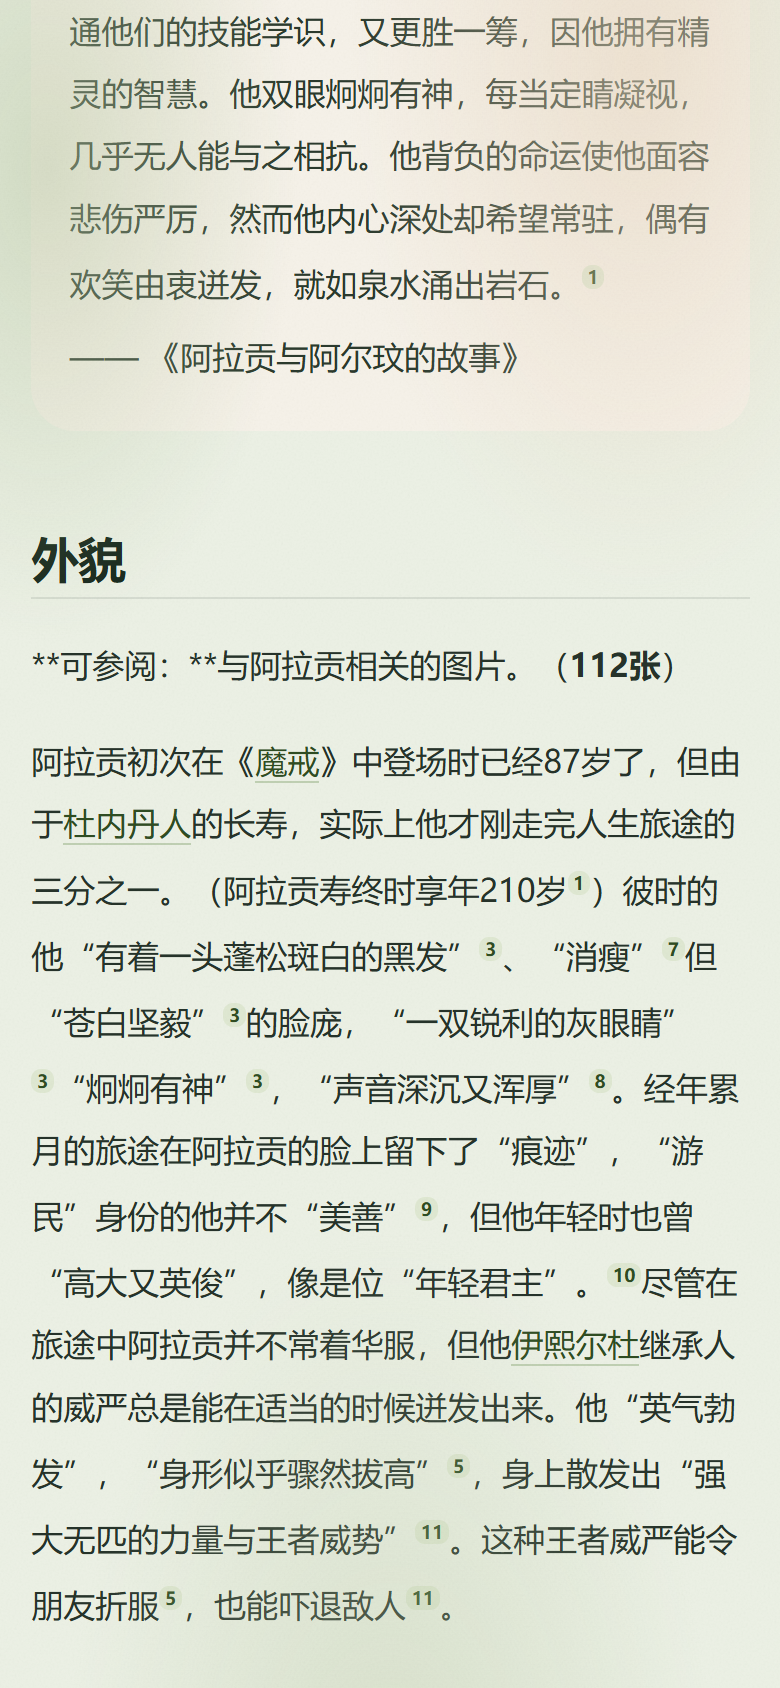 通他们的技能学识，又更胜一筹，因他拥有精
灵的智慧。他双眼炯炯有神，每当定睛凝视，
几乎无人能与之相抗。他背负的命运使他面容
悲伤严厉，然而他内心深处却希望常驻，偶有
欢笑由衷迸发，就如泉水涌出岩石。1
—— 《阿拉贡与阿尔玟的故事》
外貌
**可参阅：**与阿拉贡相关的图片。（112张）
阿拉贡初次在《魔戒》中登场时已经87岁了，但由
于杜内丹人的长寿，实际上他才刚走完人生旅途的
三分之一。（阿拉贡寿终时享年210岁1）彼时的
他“有着一头蓬松斑白的黑发”3、“消瘦”7但
“苍白坚毅”3的脸庞，“一双锐利的灰眼睛”
3“炯炯有神”3，“声音深沉又浑厚”8。经年累
月的旅途在阿拉贡的脸上留下了“痕迹”，“游
民”身份的他并不“美善”9，但他年轻时也曾
“高大又英俊”，像是位“年轻君主”。10尽管在
旅途中阿拉贡并不常着华服，但他伊熙尔杜继承人
的威严总是能在适当的时候迸发出来。他“英气勃
发”，“身形似乎骤然拔高”5，身上散发出“强
大无匹的力量与王者威势”11。这种王者威严能令
朋友折服5，也能吓退敌人11。